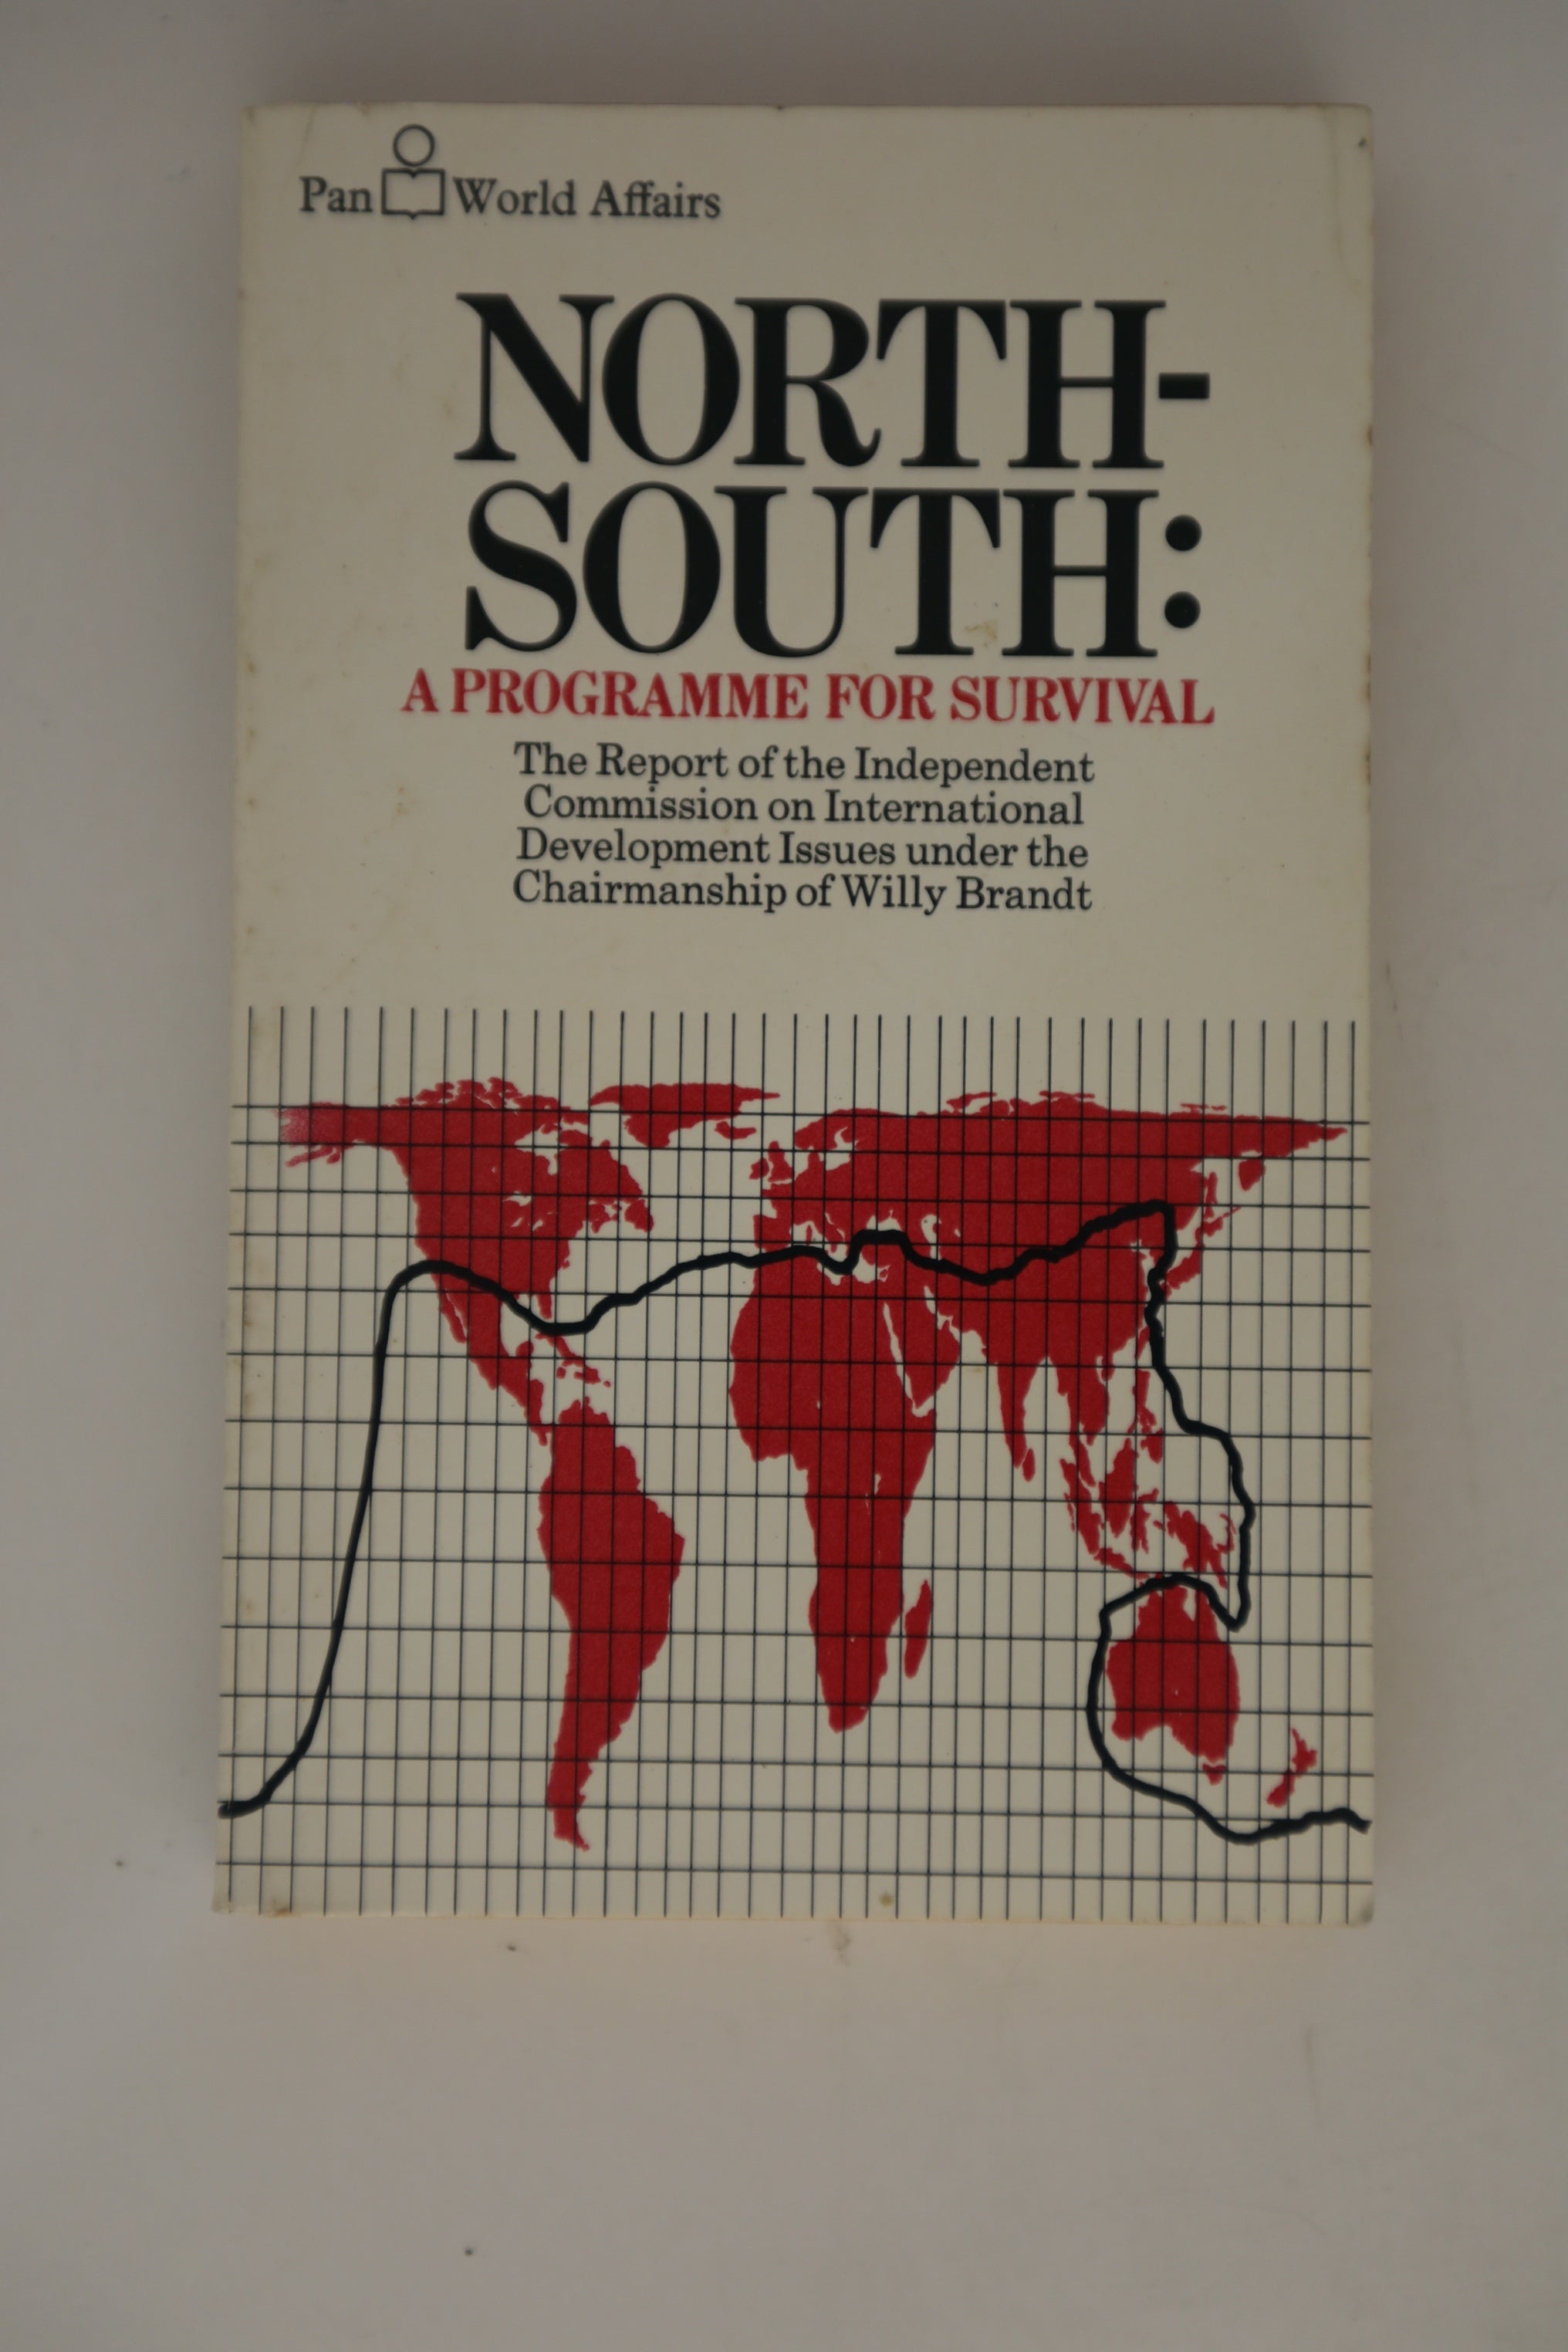 Pan World Affairs
NORTH-
SOUTH:
A PROGRAMME FOR SURVIVAL
The Report of the Independent
Commission on International
Development Issues under the
Chairmanship of Willy Brandt